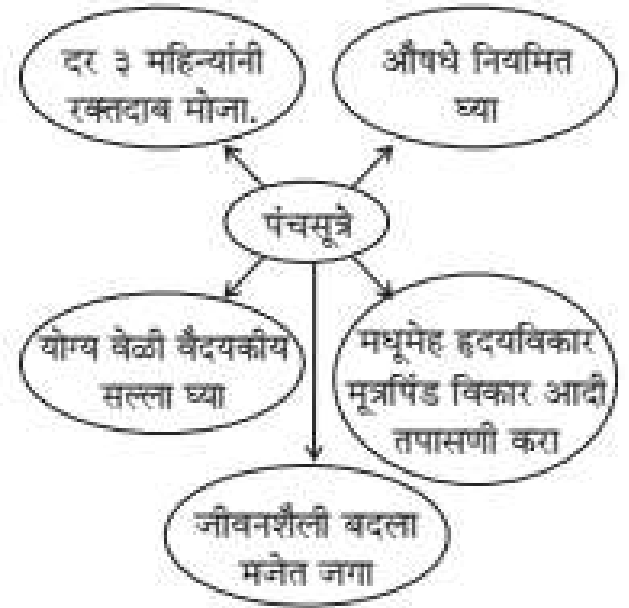 दर ३ महिन्यांनी
रक्तदाब मोजा.
औषधे नियमित
घ्या
पंचसूत्रे
योग्य वेळी वैदयकीय
सल्ला घ्या
मधूमेह हृदयविकार
मूत्रपिंड विकार आदी
तपासणी करा
जीवनशैली बदला
मजेत जगा